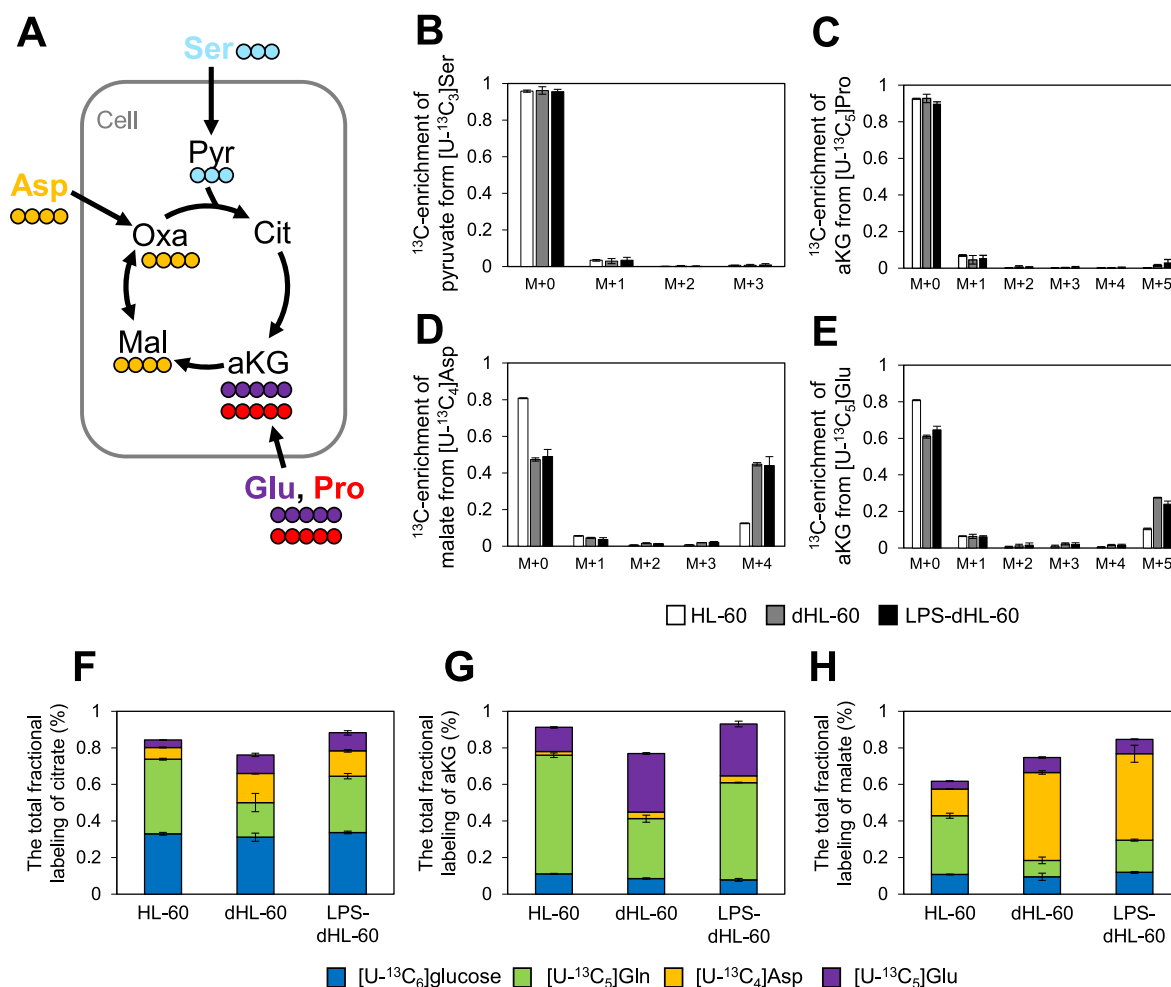 A
Ser
Cell
Pyr
Asp
Oxa
Cit
Mal
aKG
Glu, Pro
B
¹³C-enrichment of
pyruvate form [U-¹³C₃]Ser
1
0.8
0.6
0.4
0.2
0
M+0 M+1 M+2 M+3
C
¹³C-enrichment of
aKG from [U-¹³C₅]Pro
1
0.8
0.6
0.4
0.2
0
M+0 M+1 M+2 M+3 M+4 M+5
D
¹³C-enrichment of
malate from [U-¹³C₄]Asp
1
0.8
0.6
0.4
0.2
0
M+0 M+1 M+2 M+3 M+4
E
¹³C-enrichment of
aKG from [U-¹³C₅]Glu
1
0.8
0.6
0.4
0.2
0
M+0 M+1 M+2 M+3 M+4 M+5
HL-60 dHL-60 LPS-dHL-60
F
The total fractional
labeling of citrate (%)
1
0.8
0.6
0.4
0.2
0
HL-60 dHL-60 LPS-
dHL-60
G
The total fractional
labeling of aKG (%)
1
0.8
0.6
0.4
0.2
0
HL-60 dHL-60 LPS-
dHL-60
H
The total fractional
labeling of malate (%)
1
0.8
0.6
0.4
0.2
0
HL-60 dHL-60 LPS-
dHL-60
[U-¹³C₆]glucose [U-¹³C₅]Gln [U-¹³C₄]Asp [U-¹³C₅]Glu